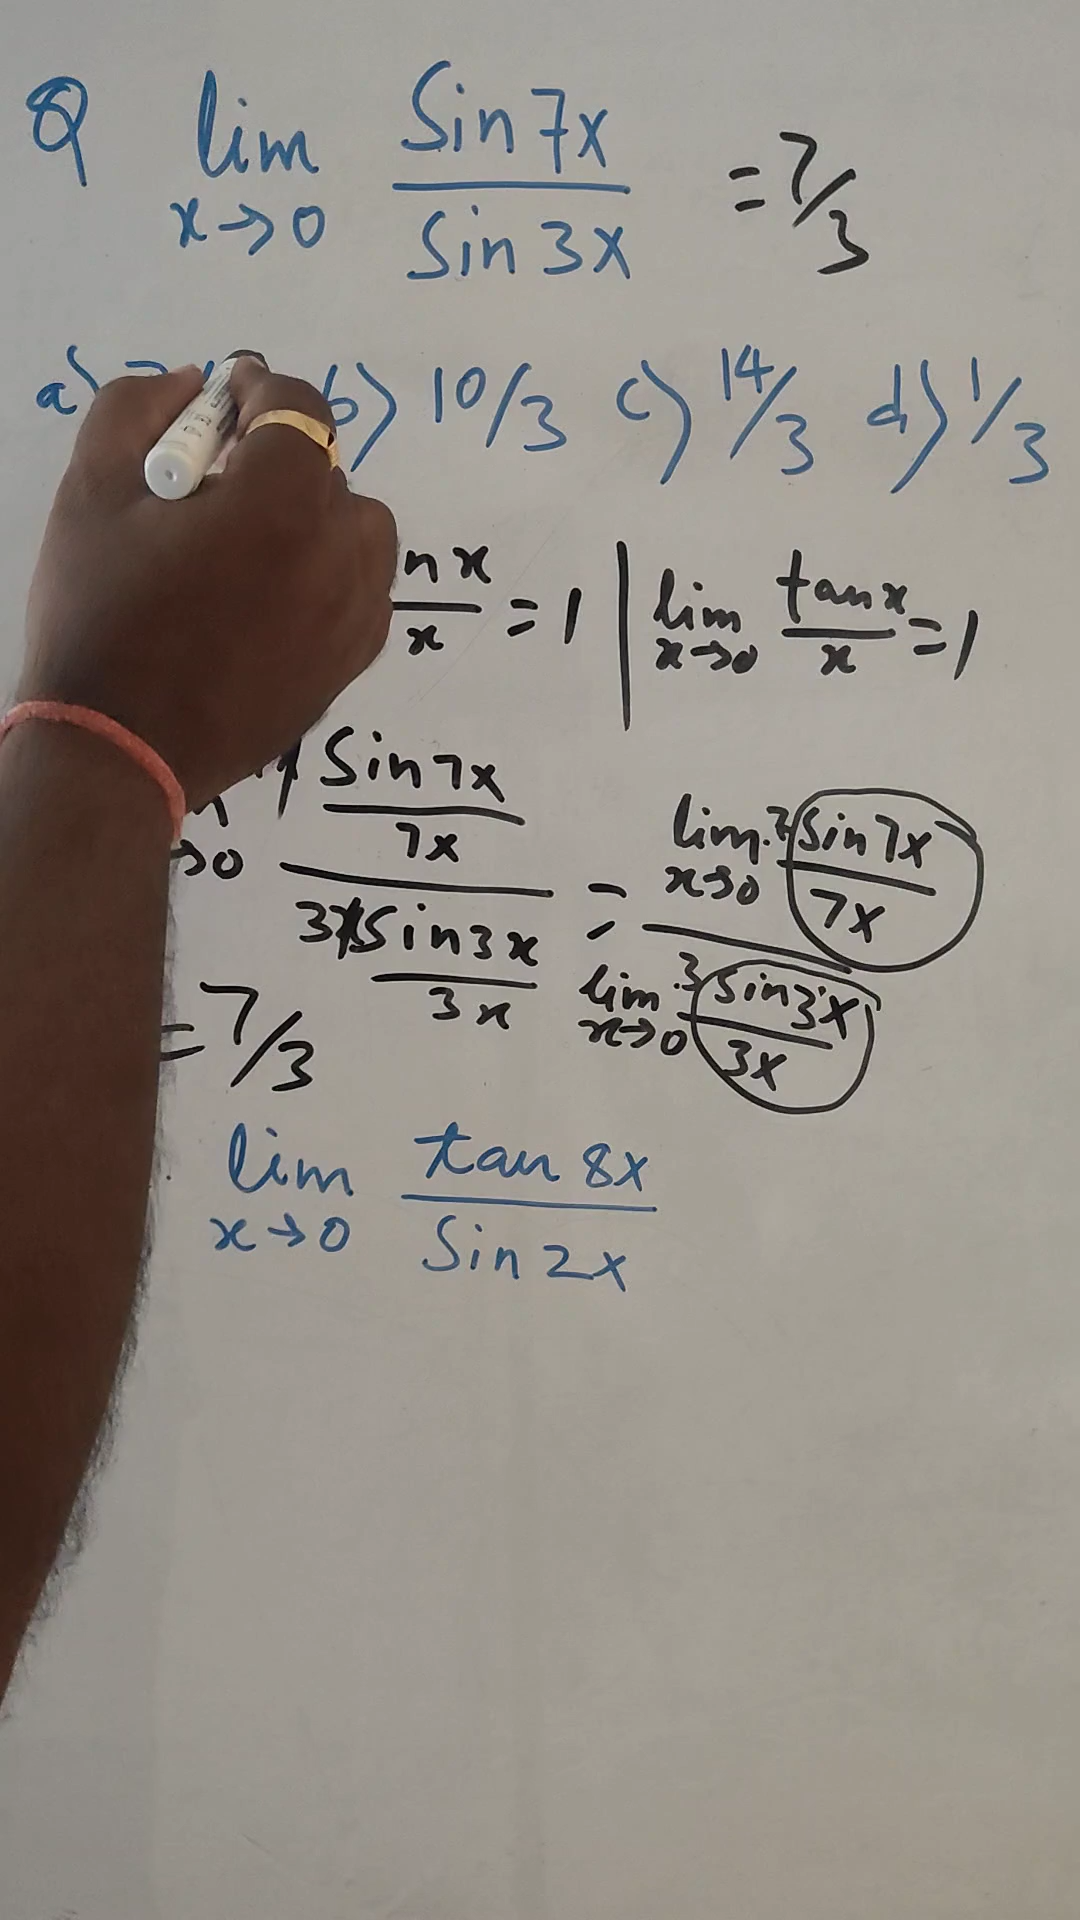 Q lim x→0 Sin 7x / Sin 3x = 7/3
a) b) 10/3 c) 14/3 d) 1/3
x = 1 | lim x→0 tan x / x = 1
Sin 7x / 7x / 3x Sin 3x / 3x = lim x→0 7 Sin 7x / 7x / lim x→0 3 Sin 3x / 3x
= 7/3
lim x→0 tan 8x / Sin 2x